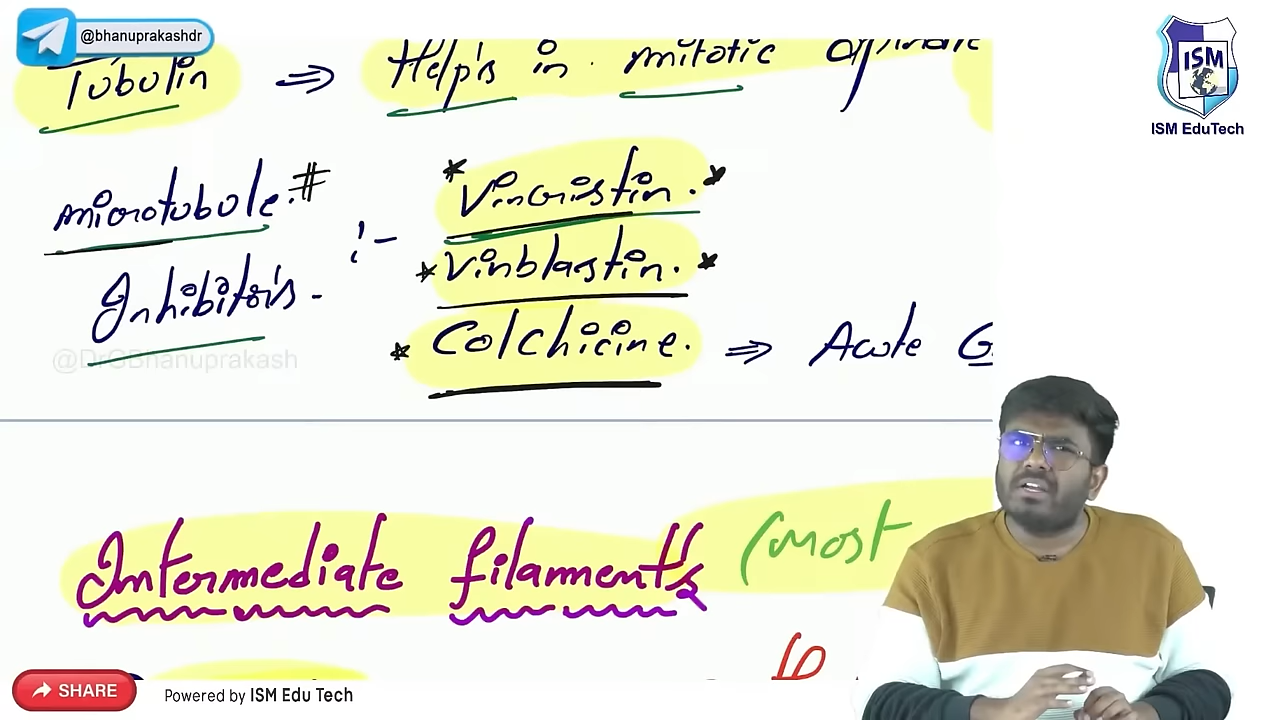 @bhanuprakashdr
ISM
ISM EduTech
Tubulin ⇒ Helps in mitotic
microtubule. #
Inhibitors. :-
* Vincristin. *
* Vinblastin. *
* Colchicine. ⇒ Acute G
@DrGBhanuprakash
Intermediate filaments (most
SHARE
Powered by ISM Edu Tech